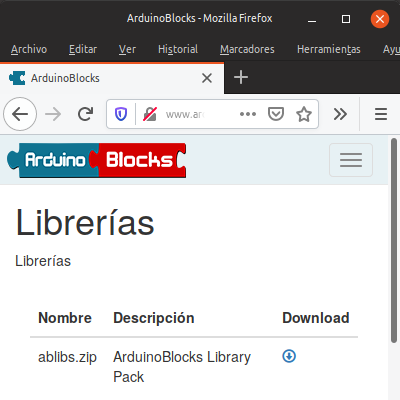 ArduinoBlocks - Mozilla Firefox
Archivo Editar Ver Historial Marcadores Herramientas Ayu
ArduinoBlocks
www.ar
Arduino Blocks
Librerías
Librerías
Nombre Descripción Download
ablibs.zip ArduinoBlocks Library
Pack